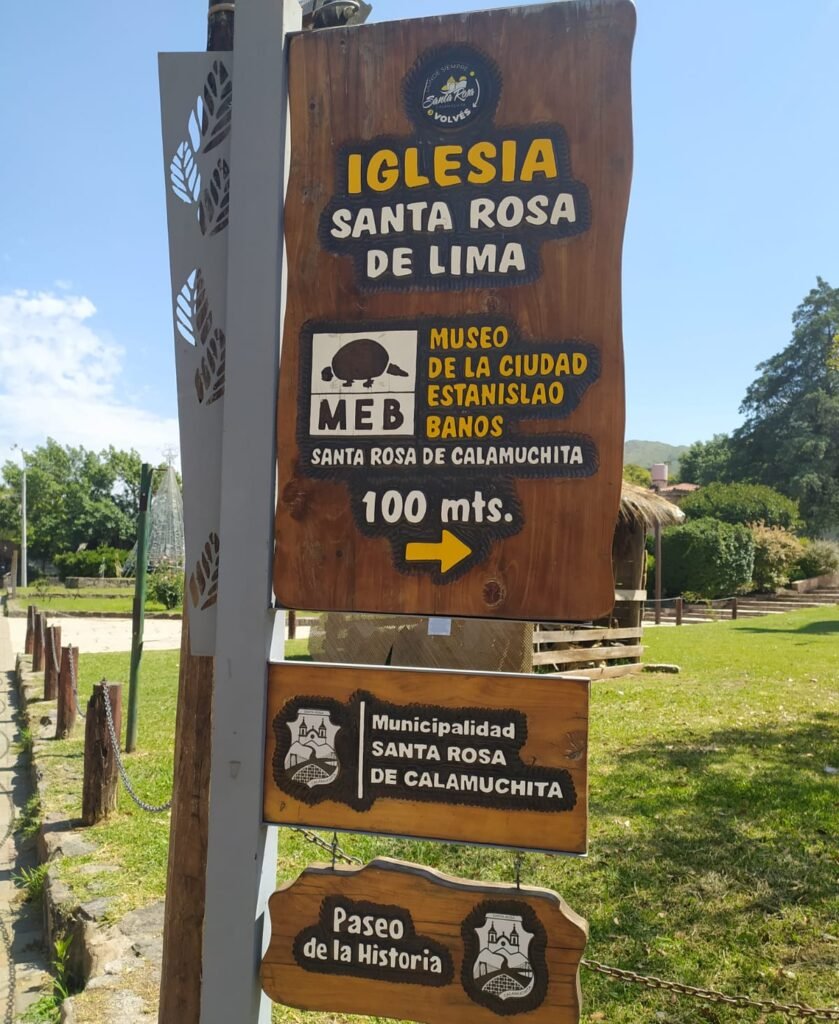 Santa Rosa
VOLVÉS
IGLESIA
SANTA ROSA
DE LIMA
MEB
MUSEO
DE LA CIUDAD
ESTANISLAO
BANOS
SANTA ROSA DE CALAMUCHITA
100 mts.
Municipalidad
SANTA ROSA
DE CALAMUCHITA
Paseo
de la Historia